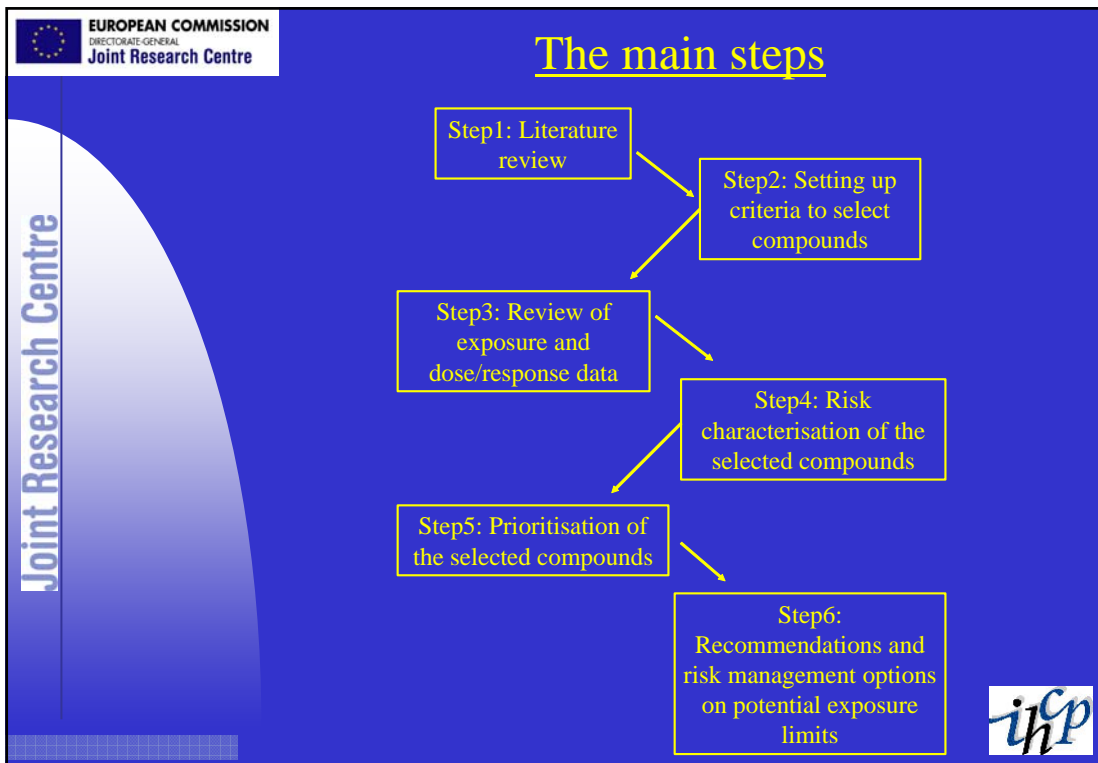 EUROPEAN COMMISSION
DIRECTORATE-GENERAL
Joint Research Centre
The main steps
Joint Research Centre
Step1: Literature
review
Step2: Setting up
criteria to select
compounds
Step3: Review of
exposure and
dose/response data
Step4: Risk
characterisation of the
selected compounds
Step5: Prioritisation of
the selected compounds
Step6:
Recommendations and
risk management options
on potential exposure
limits
ihcp